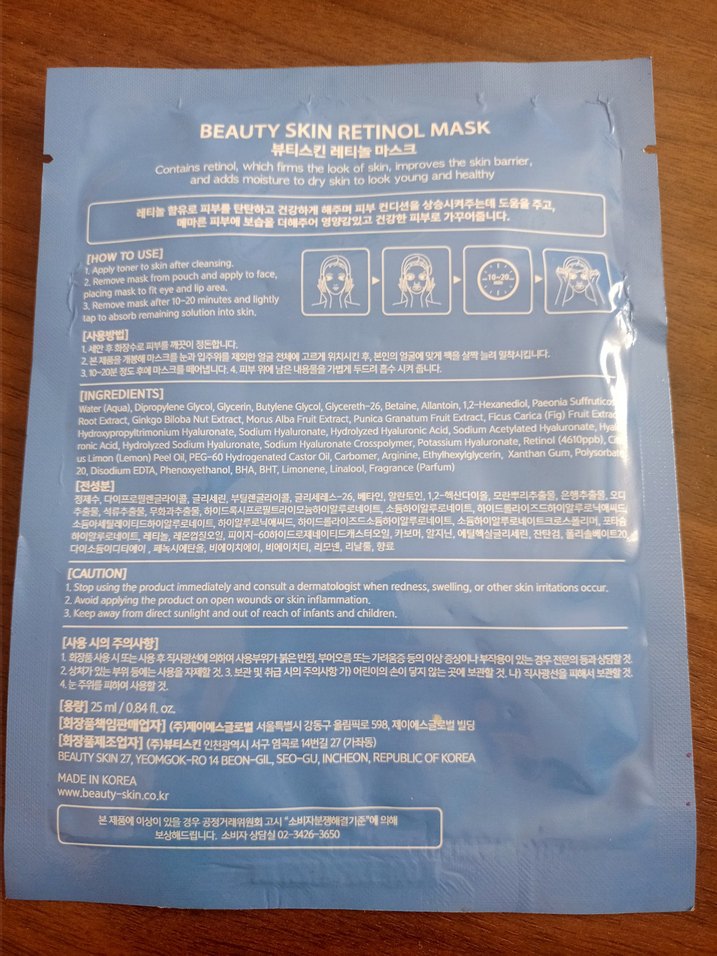 BEAUTY SKIN RETINOL MASK
뷰티스킨 레티놀 마스크
Contains retinol, which firms the look of skin, improves the skin barrier,
and adds moisture to dry skin to look young and healthy
레티놀 함유로 피부를 탄탄하고 건강하게 해주며 피부 컨디션을 상승시켜주는데 도움을 주고,
메마른 피부에 보습을 더해주어 영양감있고 건강한 피부로 가꾸어줍니다.
[HOW TO USE]
1. Apply toner to skin after cleansing.
2. Remove mask from pouch and apply to face,
placing mask to fit eye and lip area.
3. Remove mask after 10-20 minutes and lightly
tap to absorb remaining solution into skin.
10~20
min
[사용방법]
1. 세안 후 화장수로 피부를 깨끗이 정돈합니다.
2. 본 제품을 개봉해 마스크를 눈과 입주위를 제외한 얼굴 전체에 고르게 위치시킨 후, 본인의 얼굴에 맞게 팩을 살짝 늘려 밀착시킵니다.
3. 10~20분 정도 후에 마스크를 떼어냅니다. 4. 피부 위에 남은 내용물을 가볍게 두드려 흡수 시켜 줍니다.
[INGREDIENTS]
Water (Aqua), Dipropylene Glycol, Glycerin, Butylene Glycol, Glycereth-26, Betaine, Allantoin, 1,2-Hexanediol, Paeonia Suffruticosa
Root Extract, Ginkgo Biloba Nut Extract, Morus Alba Fruit Extract, Punica Granatum Fruit Extract, Ficus Carica (Fig) Fruit Extract,
Hydroxypropyltrimonium Hyaluronate, Sodium Hyaluronate, Hydrolyzed Hyaluronic Acid, Sodium Acetylated Hyaluronate, Hyalu
ronic Acid, Hydrolyzed Sodium Hyaluronate, Sodium Hyaluronate Crosspolymer, Potassium Hyaluronate, Retinol (4610ppb), Citr
us Limon (Lemon) Peel Oil, PEG-60 Hydrogenated Castor Oil, Carbomer, Arginine, Ethylhexylglycerin, Xanthan Gum, Polysorbate
20, Disodium EDTA, Phenoxyethanol, BHA, BHT, Limonene, Linalool, Fragrance (Parfum)
[전성분]
정제수, 다이프로필렌글라이콜, 글리세린, 부틸렌글라이콜, 글리세레스-26, 베타인, 알란토인, 1,2-헥산다이올, 모란뿌리추출물, 은행추출물, 오디
추출물, 석류추출물, 무화과추출물, 하이드록시프로필트라이모늄하이알루로네이트, 소듐하이알루로네이트, 하이드롤라이즈드하이알루로닉애씨드,
소듐아세틸레이티드하이알루로네이트, 하이알루로닉애씨드, 하이드롤라이즈드소듐하이알루로네이트, 소듐하이알루로네이트크로스폴리머, 포타슘
하이알루로네이트, 레티놀, 레몬껍질오일, 피이지-60하이드로제네이티드캐스터오일, 카보머, 알지닌, 에틸헥실글리세린, 잔탄검, 폴리솔베이트20,
다이소듐이디티에이, 페녹시에탄올, 비에이치에이, 비에이치티, 리모넨, 리날룰, 향료
[CAUTION]
1. Stop using the product immediately and consult a dermatologist when redness, swelling, or other skin irritations occur.
2. Avoid applying the product on open wounds or skin inflammation.
3. Keep away from direct sunlight and out of reach of infants and children.
[사용 시의 주의사항]
1. 화장품 사용 시 또는 사용 후 직사광선에 의하여 사용부위가 붉은 반점, 부어오름 또는 가려움증 등의 이상 증상이나 부작용이 있는 경우 전문의 등과 상담할 것.
2. 상처가 있는 부위 등에는 사용을 자제할 것. 3. 보관 및 취급 시의 주의사항 가) 어린이의 손이 닿지 않는 곳에 보관할 것. 나) 직사광선을 피해서 보관할 것.
4. 눈 주위를 피하여 사용할 것.
[용량] 25 ml / 0.84 fl. oz.
[화장품책임판매업자] (주)제이에스글로벌 서울특별시 강동구 올림픽로 598, 제이에스글로벌 빌딩
[화장품제조업자] (주)뷰티스킨 인천광역시 서구 염곡로 14번길 27 (가좌동)
BEAUTY SKIN 27, YEOMGOK-RO 14 BEON-GIL, SEO-GU, INCHEON, REPUBLIC OF KOREA
MADE IN KOREA
www.beauty-skin.co.kr
본 제품에 이상이 있을 경우 공정거래위원회 고시 "소비자분쟁해결기준"에 의해
보상해드립니다. 소비자 상담실 02-3426-3650